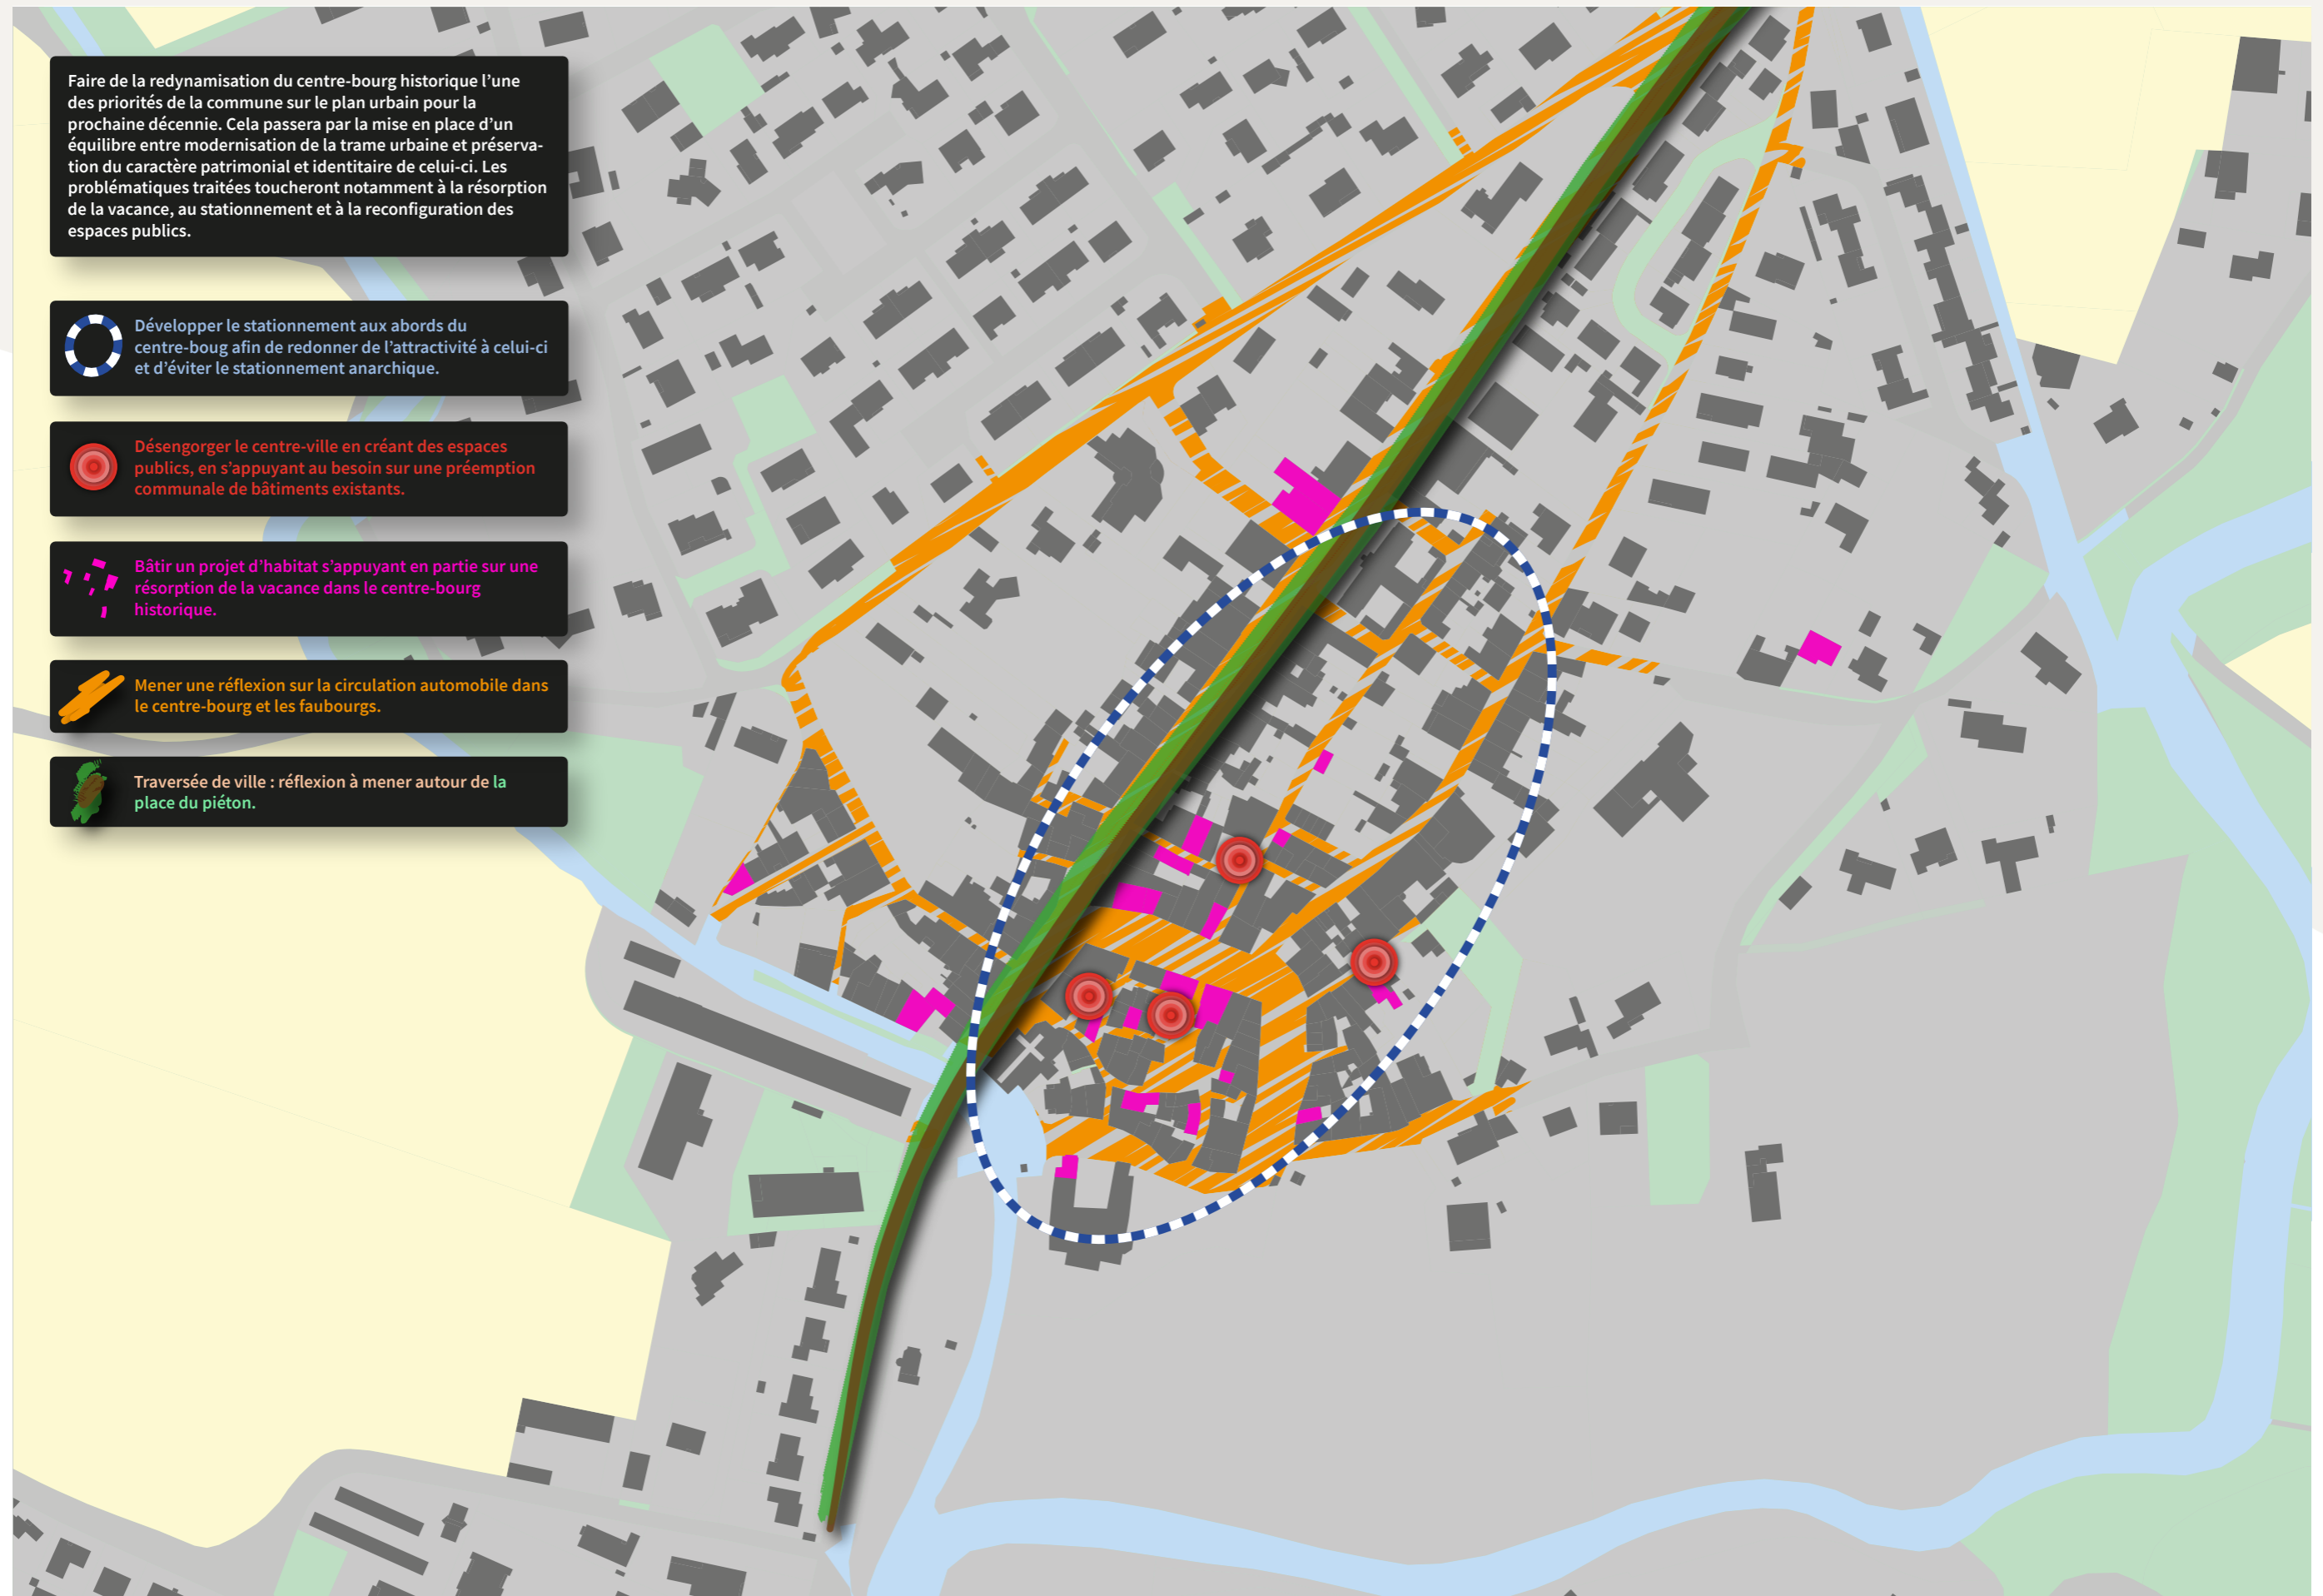 Faire de la redynamisation du centre-bourg historique l’une
des priorités de la commune sur le plan urbain pour la
prochaine décennie. Cela passera par la mise en place d’un
équilibre entre modernisation de la trame urbaine et préserva-
tion du caractère patrimonial et identitaire de celui-ci. Les
problématiques traitées toucheront notamment à la résorption
de la vacance, au stationnement et à la reconfiguration des
espaces publics.
Développer le stationnement aux abords du
centre-boug afin de redonner de l’attractivité à celui-ci
et d’éviter le stationnement anarchique.
Désengorger le centre-ville en créant des espaces
publics, en s’appuyant au besoin sur une préemption
communale de bâtiments existants.
Bâtir un projet d’habitat s’appuyant en partie sur une
résorption de la vacance dans le centre-bourg
historique.
Mener une réflexion sur la circulation automobile dans
le centre-bourg et les faubourgs.
Traversée de ville : réflexion à mener autour de la
place du piéton.